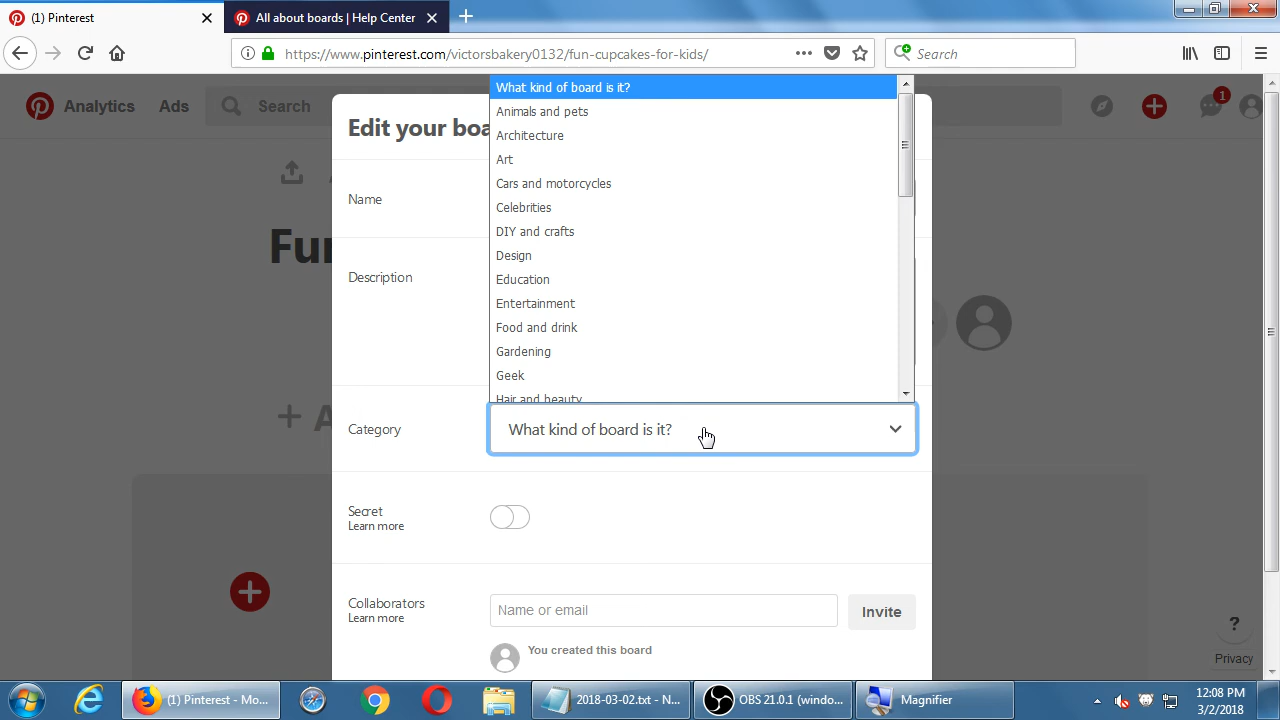 (1) Pinterest
All about boards | Help Center
https://www.pinterest.com/victorsbakery0132/fun-cupcakes-for-kids/
Search
Analytics
Ads
Search
1
Edit your boa
Fu
Name
Description
What kind of board is it?
Animals and pets
Architecture
Art
Cars and motorcycles
Celebrities
DIY and crafts
Design
Education
Entertainment
Food and drink
Gardening
Geek
Hair and beauty
Category
What kind of board is it?
Secret
Learn more
Collaborators
Learn more
Name or email
Invite
You created this board
?
Privacy
(1) Pinterest - Mo...
2018-03-02.txt - N...
OBS 21.0.1 (windo...
Magnifier
12:08 PM
3/2/2018